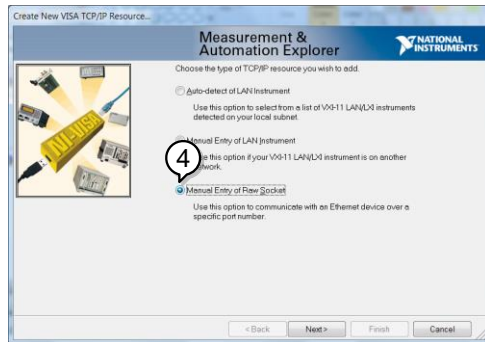 Create New VISA TCP/IP Resource...
Measurement &
Automation Explorer
NATIONAL
INSTRUMENTS
Choose the type of TCP/IP resource you wish to add.
Auto-detect of LAN Instrument
Use this option to select from a list of VXI-11 LAN/LXI instruments
detected on your local subnet.
Manual Entry of LAN Instrument
this option if your VXI-11 LAN/LXI instrument is on another
4
Manual Entry of Raw Socket
Use this option to communicate with an Ethernet device over a
specific port number.
NI-VISA
< Back
Next >
Finish
Cancel